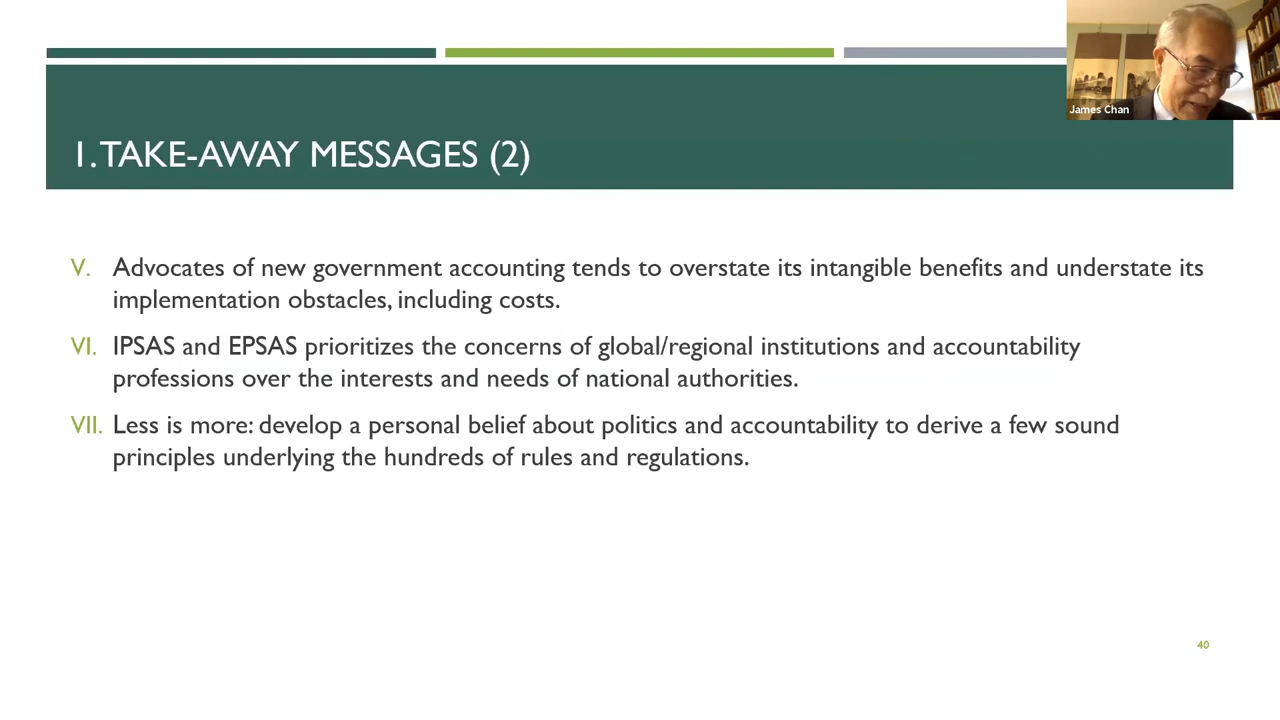 James Chan
1. TAKE-AWAY MESSAGES (2)
V. Advocates of new government accounting tends to overstate its intangible benefits and understate its
implementation obstacles, including costs.
VI. IPSAS and EPSAS prioritizes the concerns of global/regional institutions and accountability
professions over the interests and needs of national authorities.
VII. Less is more: develop a personal belief about politics and accountability to derive a few sound
principles underlying the hundreds of rules and regulations.
40